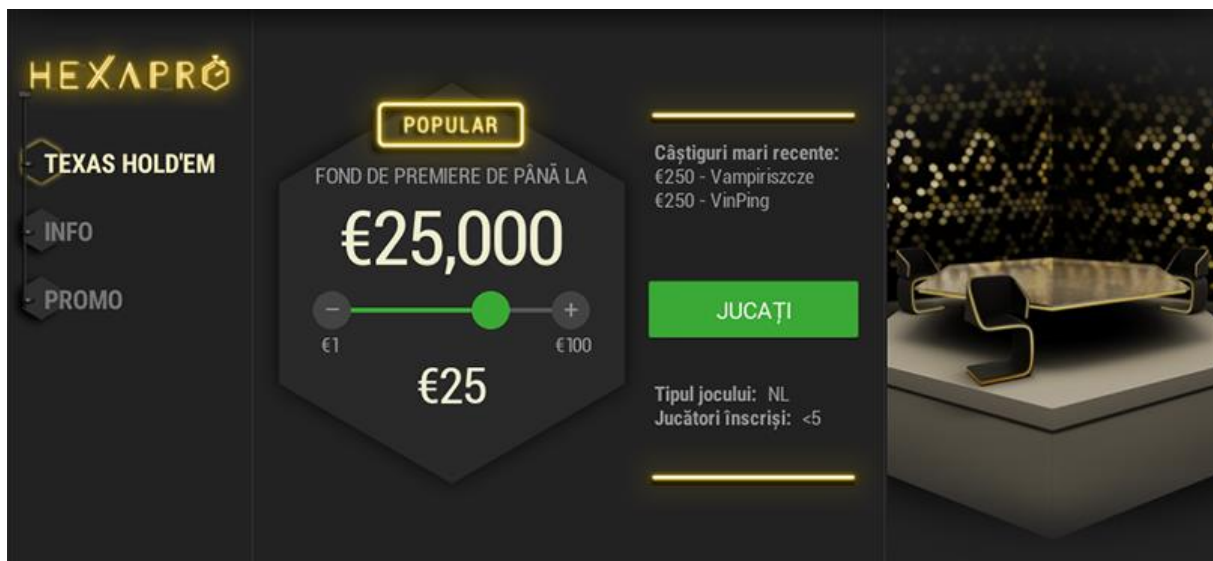 HEXAPRO
TEXAS HOLD'EM
INFO
PROMO
POPULAR
FOND DE PREMIERE DE PÂNĂ LA
€25,000
− +
€1 €100
€25
Câștiguri mari recente:
€250 - Vampiriszcze
€250 - VinPing
JUCAȚI
Tipul jocului: NL
Jucători înscriși: <5